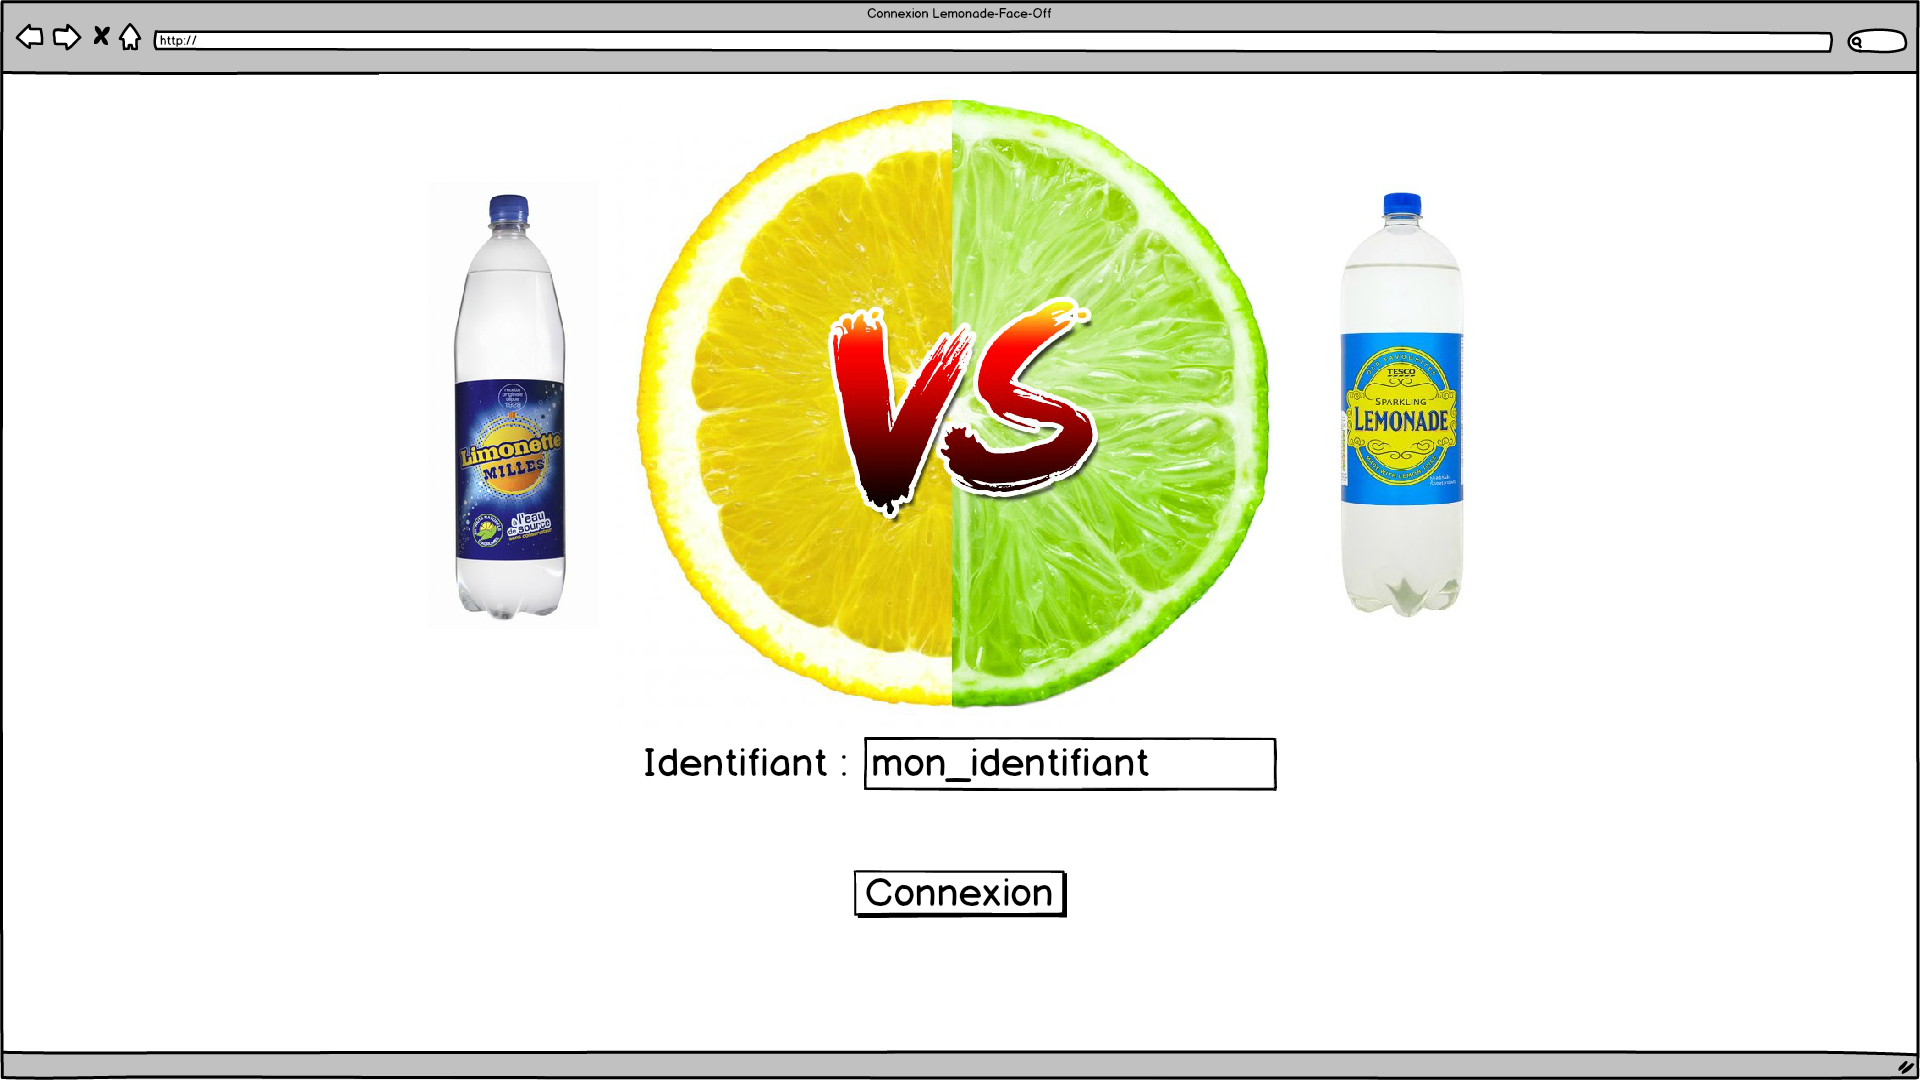 Connexion Lemonade-Face-Off
http://
VS
Limonette
MILLES
à l'eau
de source
TESCO
SPARKLING
LEMONADE
Identifiant :
mon_identifiant
Connexion